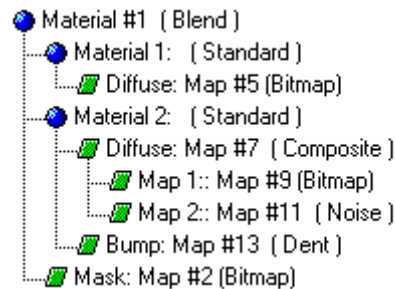 Material #1 ( Blend )
Material 1: ( Standard )
Diffuse: Map #5 (Bitmap)
Material 2: ( Standard )
Diffuse: Map #7 ( Composite )
Map 1:: Map #9 (Bitmap)
Map 2:: Map #11 ( Noise )
Bump: Map #13 ( Dent )
Mask: Map #2 (Bitmap)